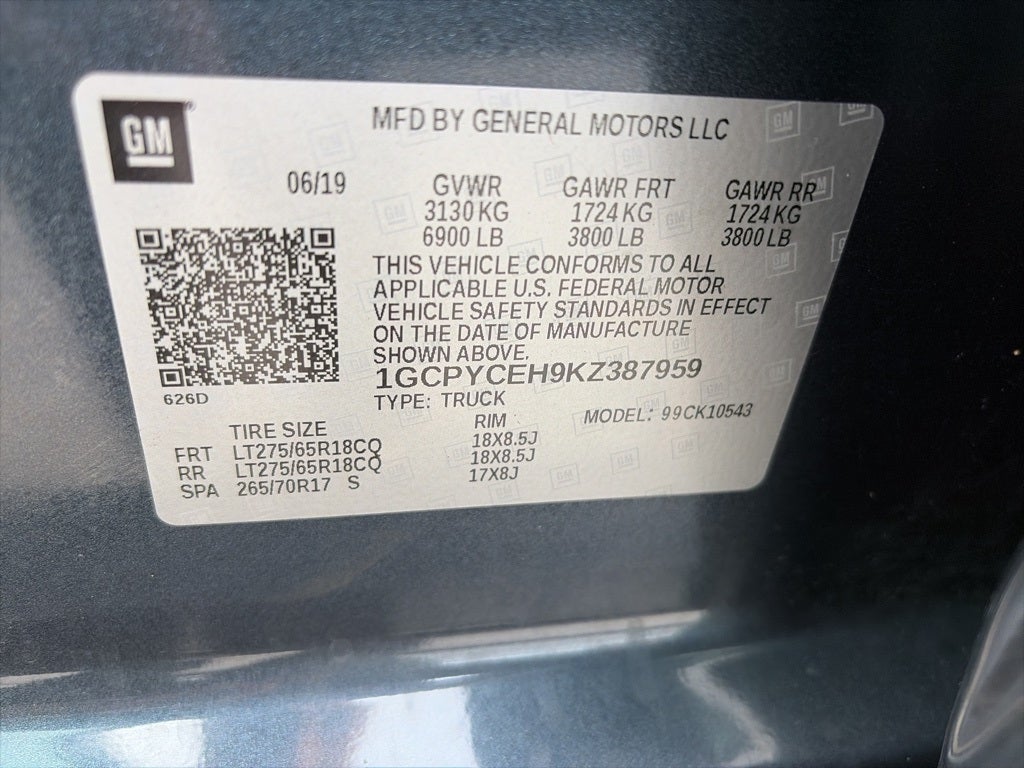 GM
MFD BY GENERAL MOTORS LLC
06/19 GVWR GAWR FRT GAWR RR
3130 KG 1724 KG 1724 KG
6900 LB 3800 LB 3800 LB
THIS VEHICLE CONFORMS TO ALL
APPLICABLE U.S. FEDERAL MOTOR
VEHICLE SAFETY STANDARDS IN EFFECT
ON THE DATE OF MANUFACTURE
SHOWN ABOVE.
626D 1GCPYCEH9KZ387959
TYPE: TRUCK MODEL: 99CK10543
TIRE SIZE RIM
FRT LT275/65R18CQ 18X8.5J
RR LT275/65R18CQ 18X8.5J
SPA 265/70R17 S 17X8J